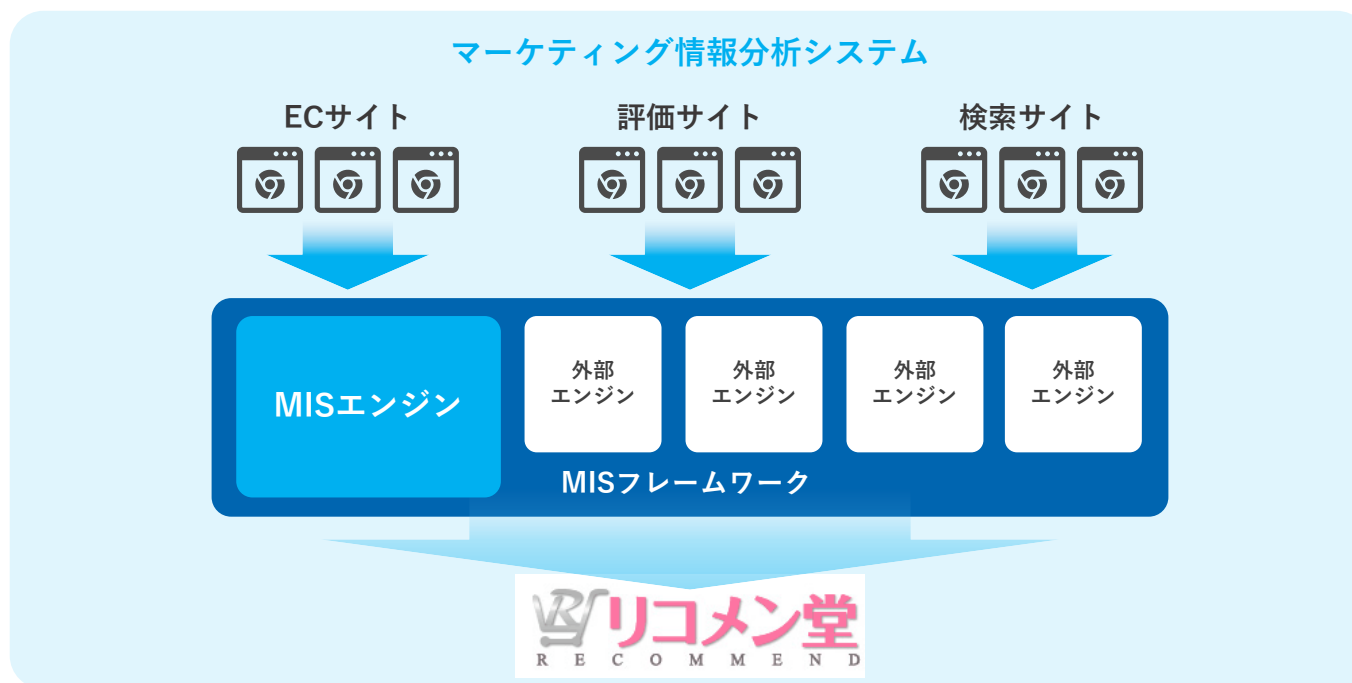 マーケティング情報分析システム
ECサイト
評価サイト
検索サイト
MISエンジン
外部
エンジン
外部
エンジン
外部
エンジン
外部
エンジン
MISフレームワーク
R
リコメン堂
RECOMMEND